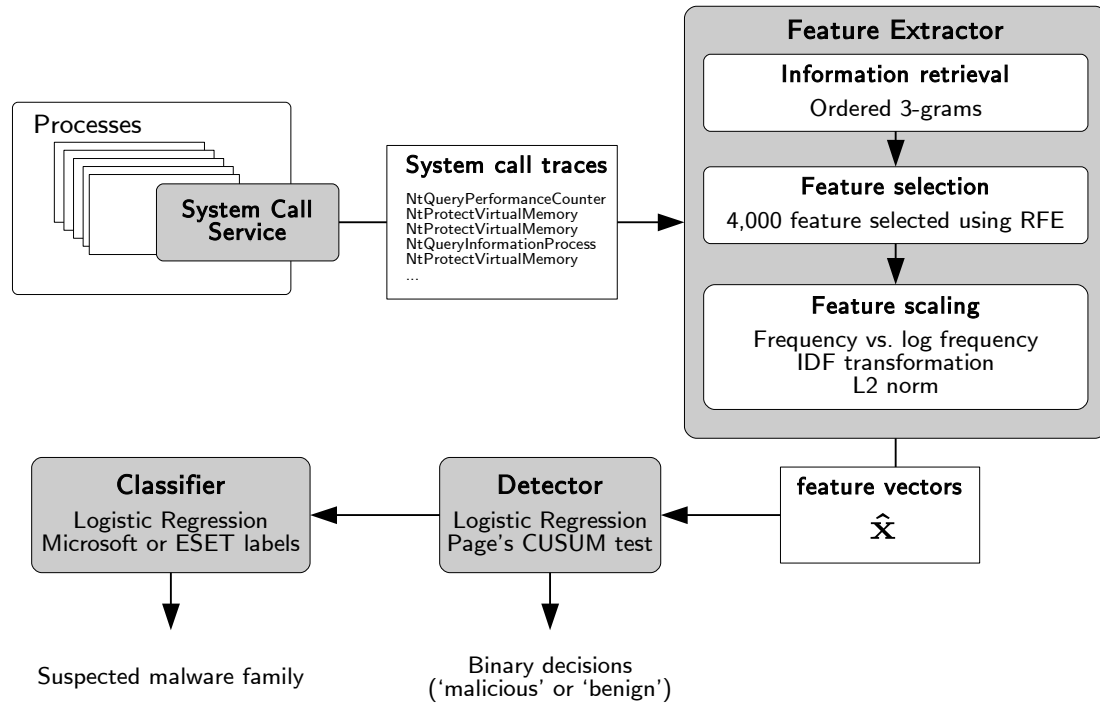 Processes
System Call
Service
System call traces
NtQueryPerformanceCounter
NtProtectVirtualMemory
NtProtectVirtualMemory
NtQueryInformationProcess
NtProtectVirtualMemory
...
Feature Extractor
Information retrieval
Ordered 3-grams
Feature selection
4,000 feature selected using RFE
Feature scaling
Frequency vs. log frequency
IDF transformation
L2 norm
feature vectors
x̂
Detector
Logistic Regression
Page's CUSUM test
Classifier
Logistic Regression
Microsoft or ESET labels
Suspected malware family
Binary decisions
(‘malicious’ or ‘benign’)